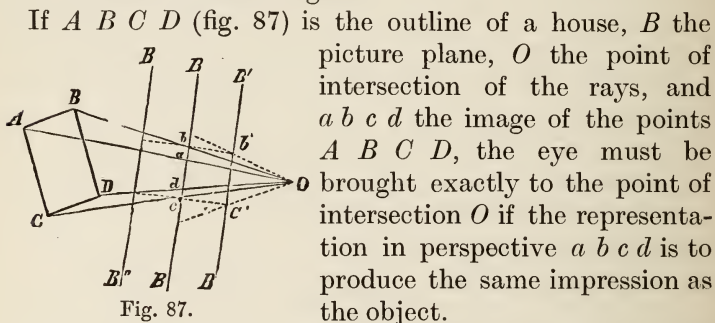 If A B C D (fig. 87) is the outline of a house, B the
picture plane, O the point of
intersection of the rays, and
a b c d the image of the points
A B C D, the eye must be
brought exactly to the point of
intersection O if the representa-
tion in perspective a b c d is to
produce the same impression as
the object.
B B B'
B
A
b b'
a
D d O
C c c'
B" B B
Fig. 87.